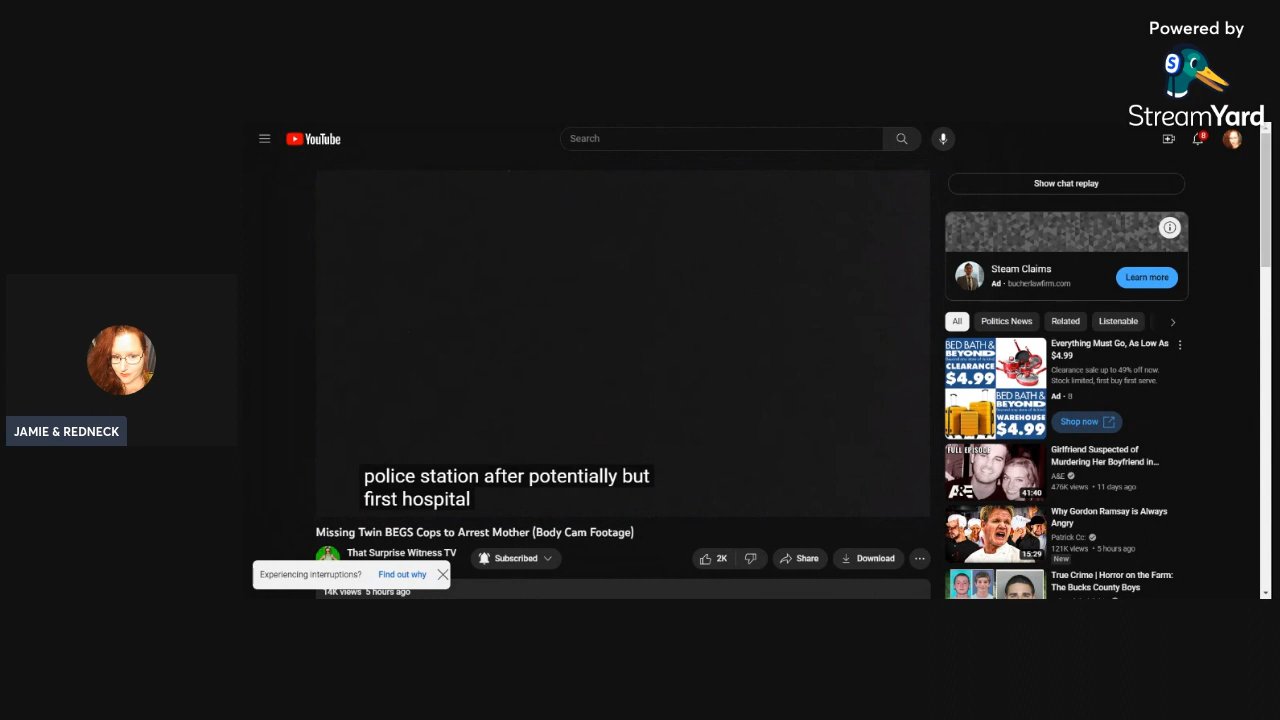 Powered by
StreamYard
YouTube
Search
8
Show chat replay
Steam Claims
Ad · bucherlawfirm.com
Learn more
All
Politics News
Related
Listenable
BED BATH &
BEYOND
CLEARANCE
$4.99
BED BATH &
BEYOND
WAREHOUSE
$4.99
Everything Must Go, As Low As
$4.99
Clearance sale up to 49% off now.
Stock limited, first buy first serve.
Ad · 8
Shop now
FULL EPISODE
A&E
41:40
Girlfriend Suspected of
Murdering Her Boyfriend in...
A&E
476K views · 11 days ago
15:29
Why Gordon Ramsay is Always
Angry
Patrick Cc:
121K views · 5 hours ago
New
True Crime | Horror on the Farm:
The Bucks County Boys
JAMIE & REDNECK
police station after potentially but
first hospital
Missing Twin BEGS Cops to Arrest Mother (Body Cam Footage)
That Surprise Witness TV
Subscribed
2K
Share
Download
Experiencing interruptions?
Find out why
14K views 5 hours ago